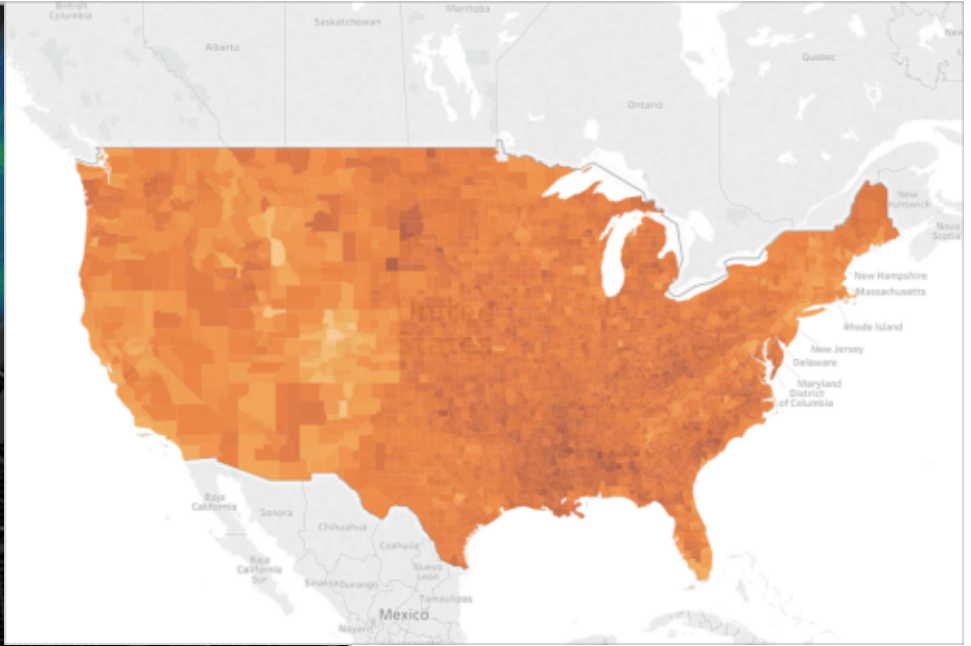 British
Columbia
Alberta
Saskatchewan
Manitoba
Ontario
Quebec
New
Brunswick
Nova
Scotia
New Hampshire
Massachusetts
Rhode Island
New Jersey
Delaware
Maryland
District
of Columbia
Baja
California
Sonora
Chihuahua
Coahuila
Baja
California
Sur
Sinaloa
Durango
Nuevo
Leon
Tamaulipas
Mexico
Nayarit